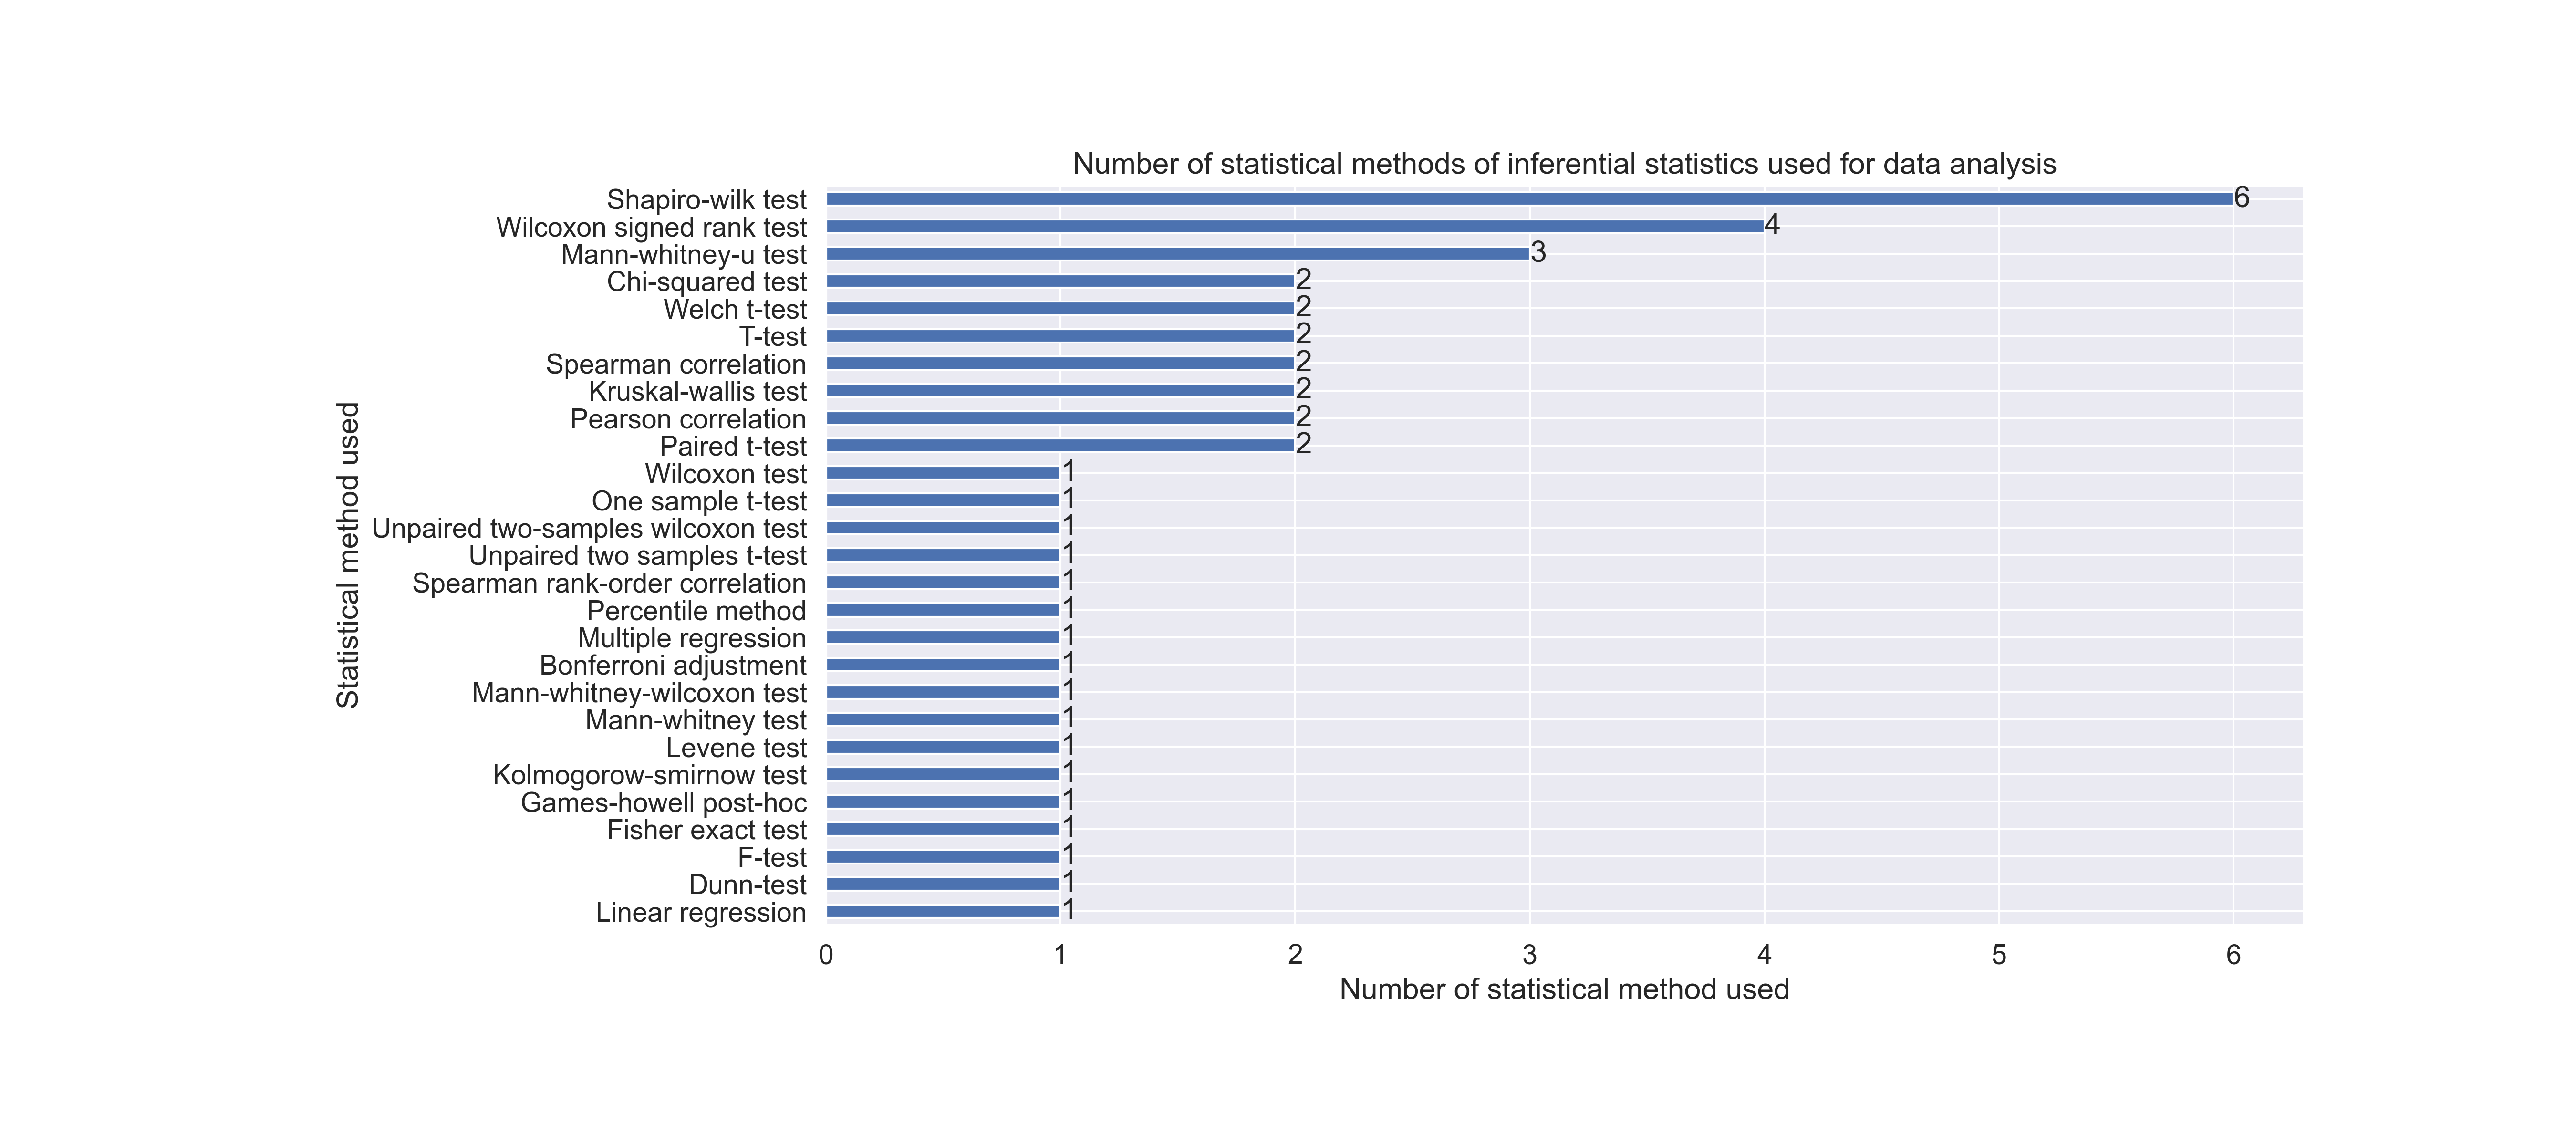 Number of statistical methods of inferential statistics used for data analysis
Statistical method used
Shapiro-wilk test 6
Wilcoxon signed rank test 4
Mann-whitney-u test 3
Chi-squared test 2
Welch t-test 2
T-test 2
Spearman correlation 2
Kruskal-wallis test 2
Pearson correlation 2
Paired t-test 2
Wilcoxon test 1
One sample t-test 1
Unpaired two-samples wilcoxon test 1
Unpaired two samples t-test 1
Spearman rank-order correlation 1
Percentile method 1
Multiple regression 1
Bonferroni adjustment 1
Mann-whitney-wilcoxon test 1
Mann-whitney test 1
Levene test 1
Kolmogorow-smirnow test 1
Games-howell post-hoc 1
Fisher exact test 1
F-test 1
Dunn-test 1
Linear regression 1
0 1 2 3 4 5 6
Number of statistical method used